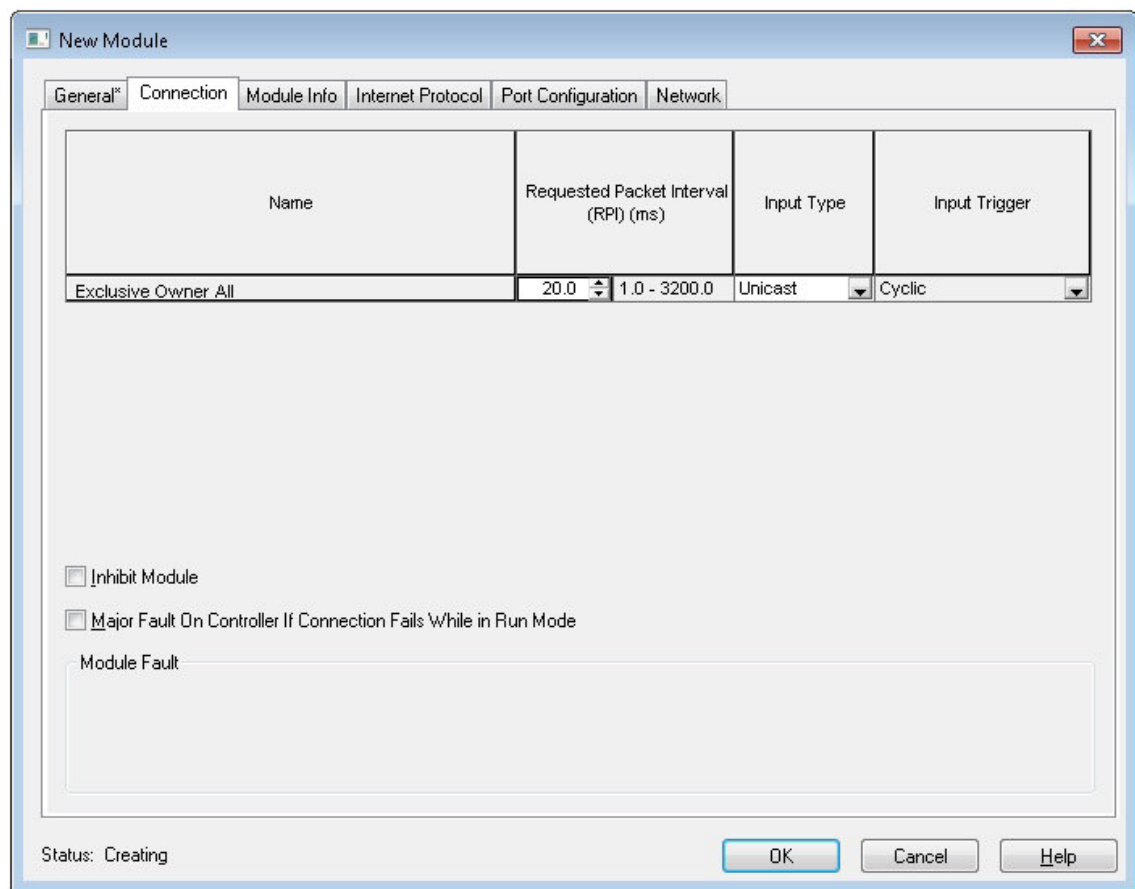 New Module
General* Connection Module Info Internet Protocol Port Configuration Network
Name Requested Packet Interval (RPI) (ms) Input Type Input Trigger
Exclusive Owner All 20.0 1.0 - 3200.0 Unicast Cyclic
Inhibit Module
Major Fault On Controller If Connection Fails While in Run Mode
Module Fault
Status: Creating OK Cancel Help